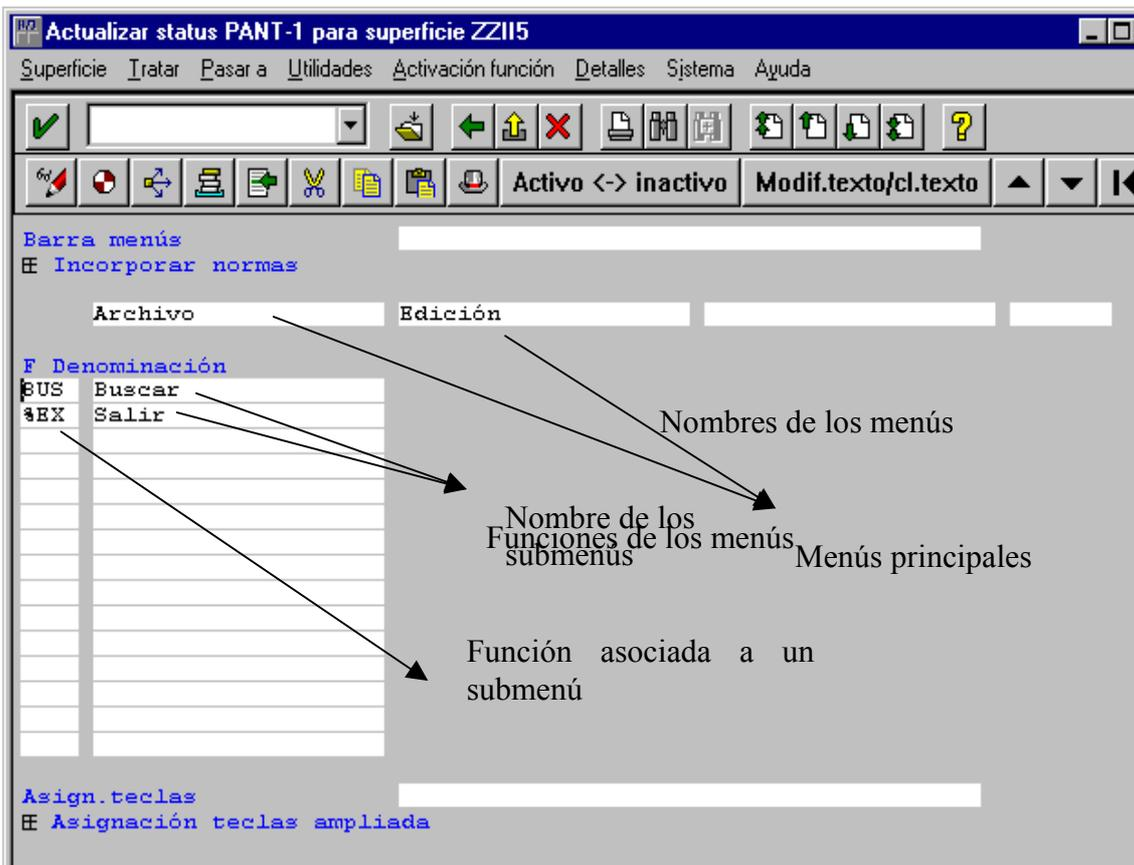 Actualizar status PANT-1 para superficie ZZII5
Superficie Tratar Pasar a Utilidades Activación función Detalles Sistema Ayuda
Activo <-> inactivo Modif.texto/cl.texto
Barra menús
Incorporar normas
Archivo Edición
F Denominación
BUS Buscar
%EX Salir
Nombres de los menús
Nombre de los
submenús
Funciones de los menús
Menús principales
Función asociada a un
submenú
Asign.teclas
Asignación teclas ampliada